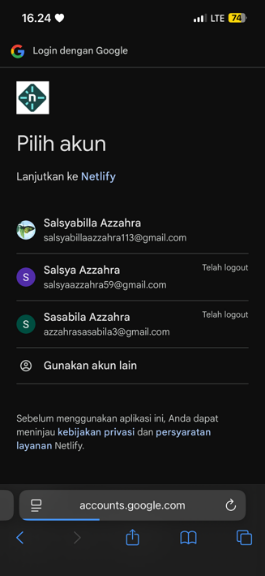 16.24
LTE 74
Login dengan Google
n
Pilih akun
Lanjutkan ke Netlify
Salsyabilla Azzahra
salsyabillaazzahra113@gmail.com
S
Salsya Azzahra
Telah logout
salsyaazzahra59@gmail.com
S
Sasabila Azzahra
Telah logout
azzahrasasabila3@gmail.com
Gunakan akun lain
Sebelum menggunakan aplikasi ini, Anda dapat
meninjau kebijakan privasi dan persyaratan
layanan Netlify.
accounts.google.com